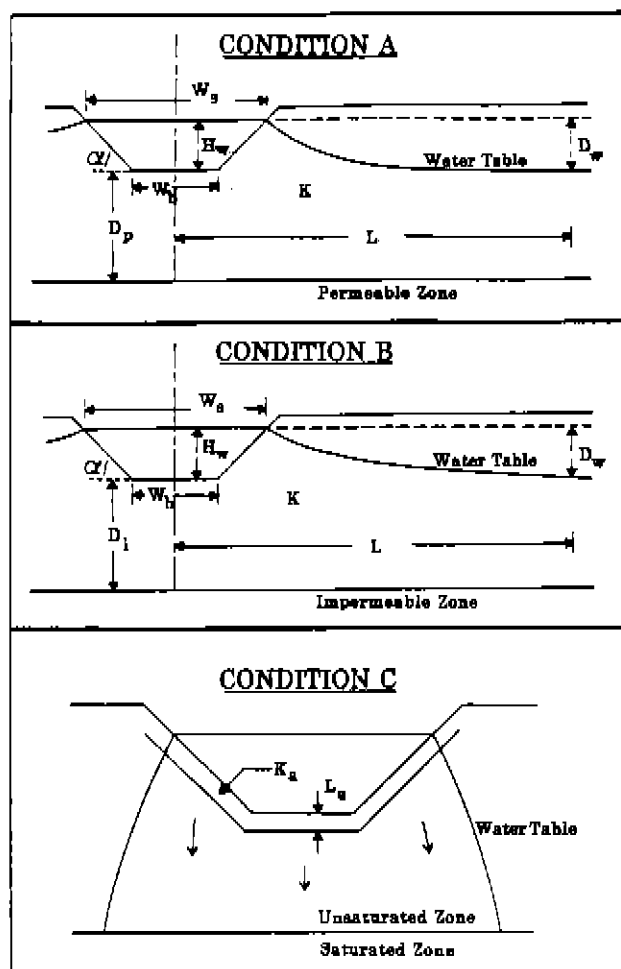 CONDITION A
Ws
Hw
Dw
α
Water Table
Wb
K
Dp
L
Permeable Zone
CONDITION B
Ws
Hw
Dw
α
Water Table
Wb
K
Di
L
Impermeable Zone
CONDITION C
Ka
La
Water Table
Unsaturated Zone
Saturated Zone